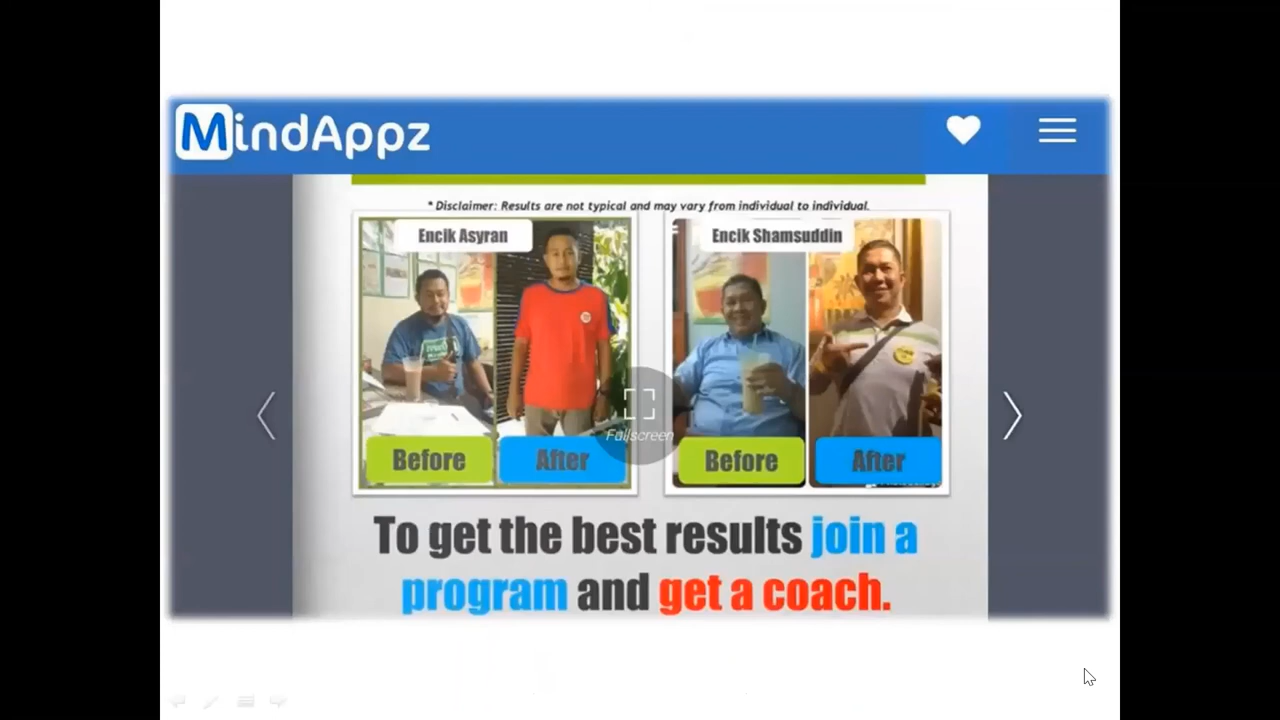 MindAppz
* Disclaimer: Results are not typical and may vary from individual to individual.
Encik Asyran
Encik Shamsuddin
Fullscreen
Before
After
Before
After
To get the best results join a
program and get a coach.